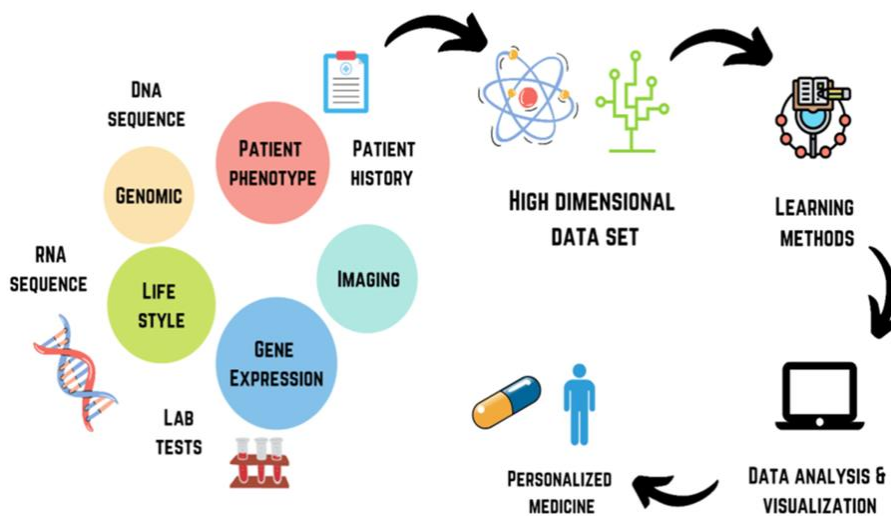 DNA
SEQUENCE
PATIENT
PHENOTYPE
PATIENT
HISTORY
GENOMIC
RNA
SEQUENCE
LIFE
STYLE
IMAGING
GENE
EXPRESSION
LAB
TESTS
HIGH DIMENSIONAL
DATA SET
LEARNING
METHODS
DATA ANALYSIS &
VISUALIZATION
PERSONALIZED
MEDICINE